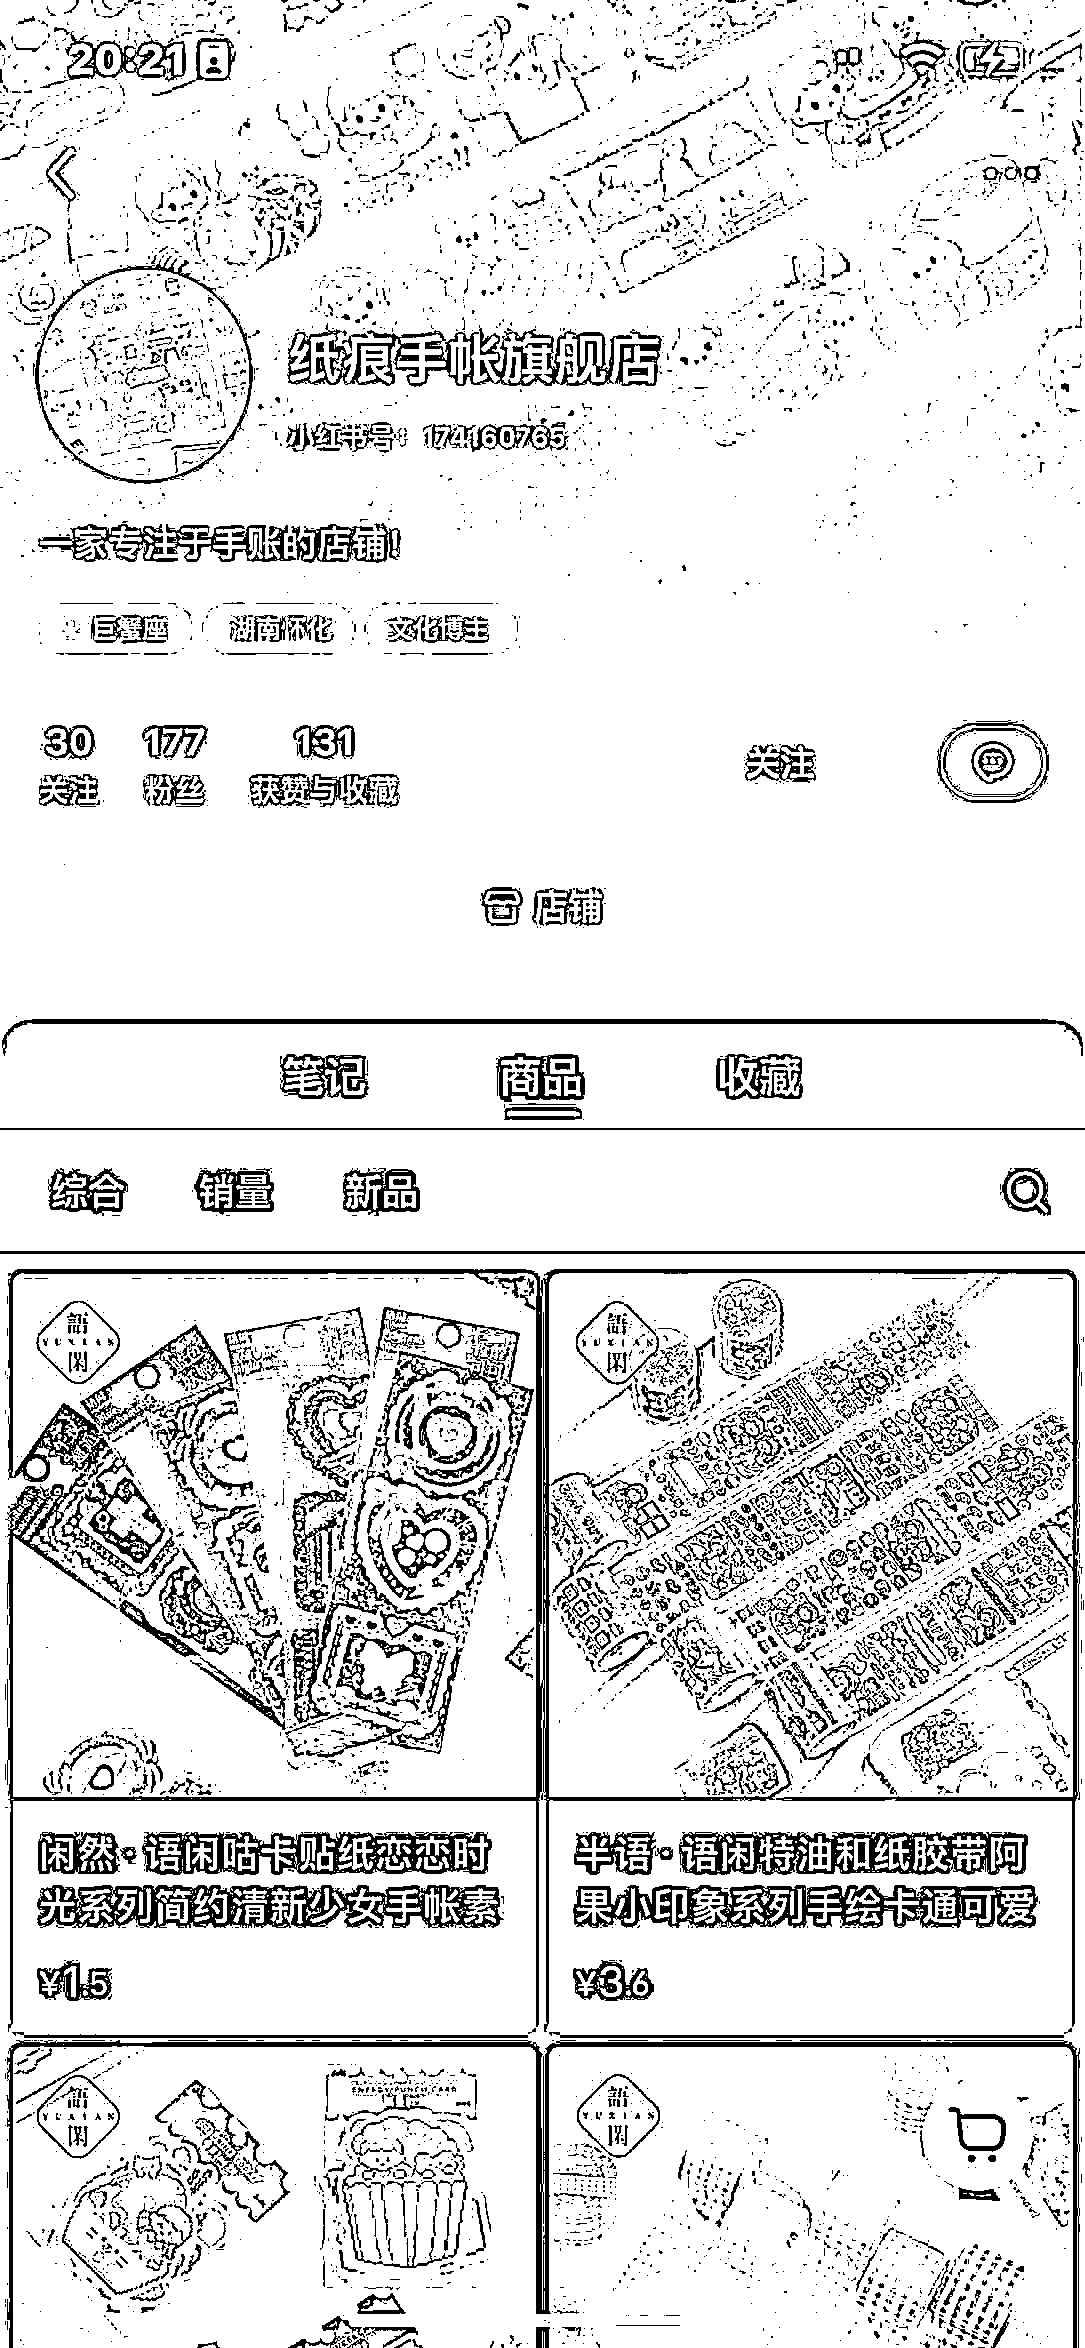 20:21
纸痕手帐旗舰店
小红书号：174160765
一家专注于手账的店铺!
巨蟹座 湖南怀化 文化博主
30 177 131
关注 粉丝 获赞与收藏
关注
店铺
笔记 商品 收藏
综合 销量 新品
語
YUXIAN
閑
語
YUXIAN
閑
闲然·语闲咕卡贴纸恋恋时
光系列简约清新少女手帐素
¥1.5
半语·语闲特油和纸胶带阿
果小印象系列手绘卡通可爱
¥3.6
語
YUXIAN
閑
語
YUXIAN
閑